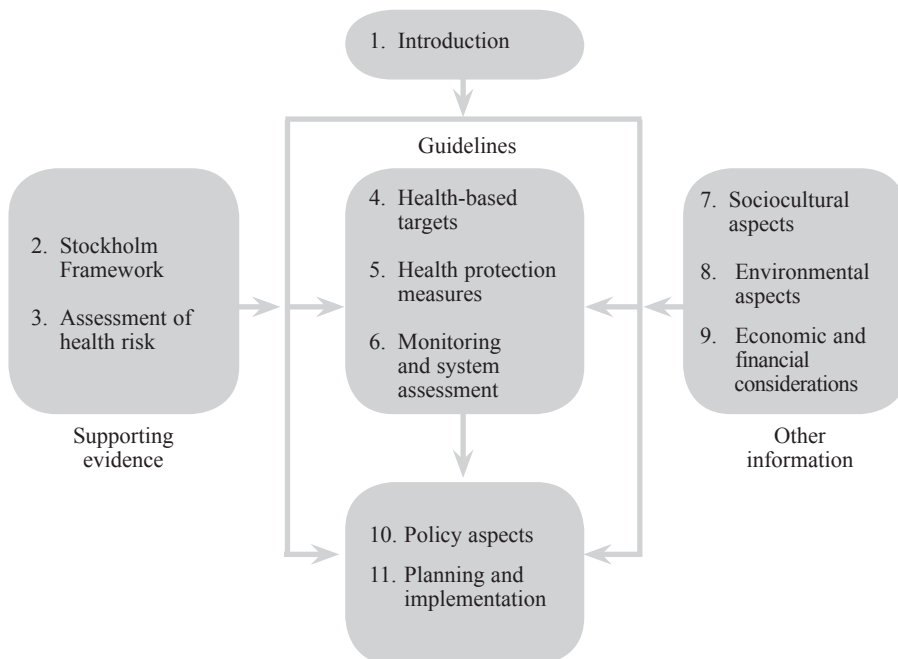 1. Introduction
Guidelines
2. Stockholm
Framework
3. Assessment of
health risk
Supporting
evidence
4. Health-based
targets
5. Health protection
measures
6. Monitoring
and system
assessment
7. Sociocultural
aspects
8. Environmental
aspects
9. Economic and
financial
considerations
Other
information
10. Policy aspects
11. Planning and
implementation